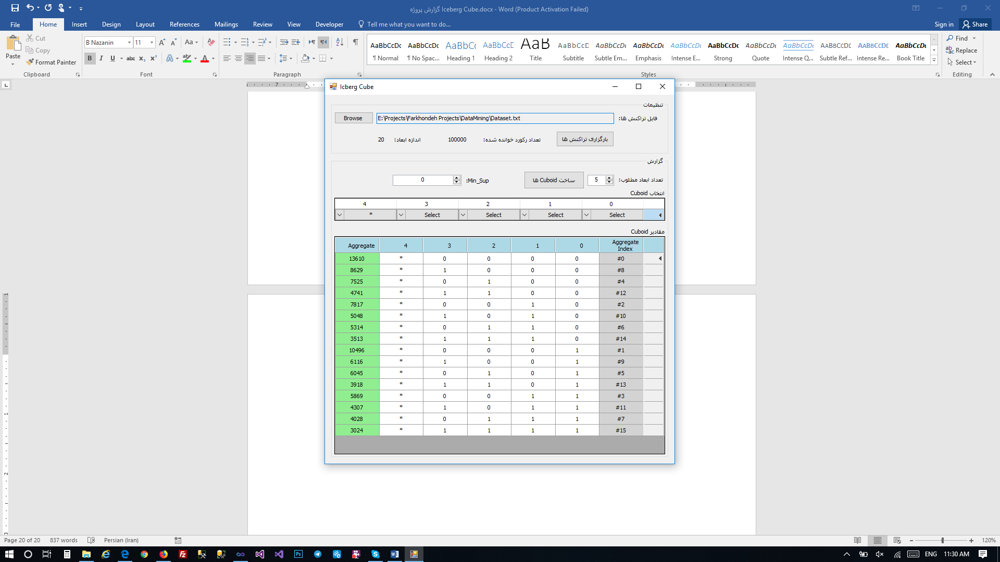 گزارش پروژه Iceberg Cube.docx - Word (Product Activation Failed)
File Home Insert Design Layout References Mailings Review View Developer Tell me what you want to do... Sign in Share
Paste Cut
Copy
Format Painter
B Nazanin 11
AaBbCcDc AaBbCcDc AaBbC( AaBbCcD AaB AaBbCcD AaBbCcDc AaBbCcDc AaBbCcDc AaBbCcDc AaBbCcDc AaBbCcDc AaBbCcDc AaBbCcDc AaBbCcDc
¶ Normal ¶ No Spac... Heading 1 Heading 2 Title Subtitle Subtle Em... Emphasis Intense E... Strong Quote Intense Q... Subtle Ref... Intense Re... Book Title
Find
Replace
Select
Clipboard Font Paragraph Styles Editing
Icberg Cube
تنظیمات
فایل تراکنش ها: E:\Projects\Farkhondeh Projects\DataMining\Dataset.txt Browse
بارگزاری تراکنش ها تعداد رکورد خوانده شده: 100000 اندازه ابعاد: 20
گزارش
تعداد ابعاد مطلوب: 5 ساخت Cuboid ها Min_Sup: 0
انتخاب Cuboid
4 3 2 1 0
* Select Select Select Select
مقادیر Cuboid
Aggregate 4 3 2 1 0 Aggregate Index
13610 * 0 0 0 0 #0
8629 * 1 0 0 0 #8
7525 * 0 1 0 0 #4
4741 * 1 1 0 0 #12
7817 * 0 0 1 0 #2
5048 * 1 0 1 0 #10
5314 * 0 1 1 0 #6
3513 * 1 1 1 0 #14
10496 * 0 0 0 1 #1
6116 * 1 0 0 1 #9
6045 * 0 1 0 1 #5
3918 * 1 1 0 1 #13
5869 * 0 0 1 1 #3
4307 * 1 0 1 1 #11
4028 * 0 1 1 1 #7
3024 * 1 1 1 1 #15
Page 20 of 20 837 words Persian (Iran) 120%
ENG 11:30 AM